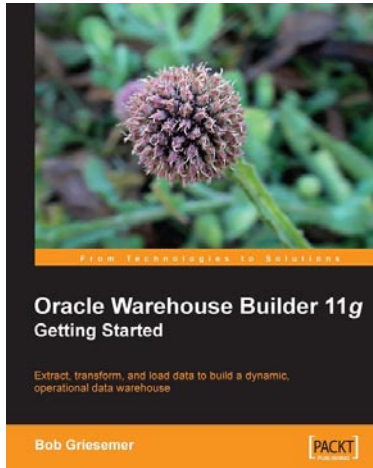 From Technologies to Solutions
Oracle Warehouse Builder 11g
Getting Started
Extract, transform, and load data to build a dynamic,
operational data warehouse
Bob Griesemer
PACKT
PUBLISHING